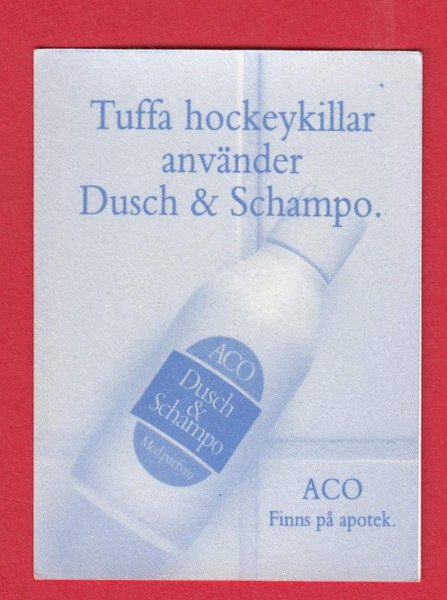 Tuffa hockeykillar
använder
Dusch & Schampo.
ACO
Dusch
&
Schampo
Med parfym
ACO
Finns på apotek.